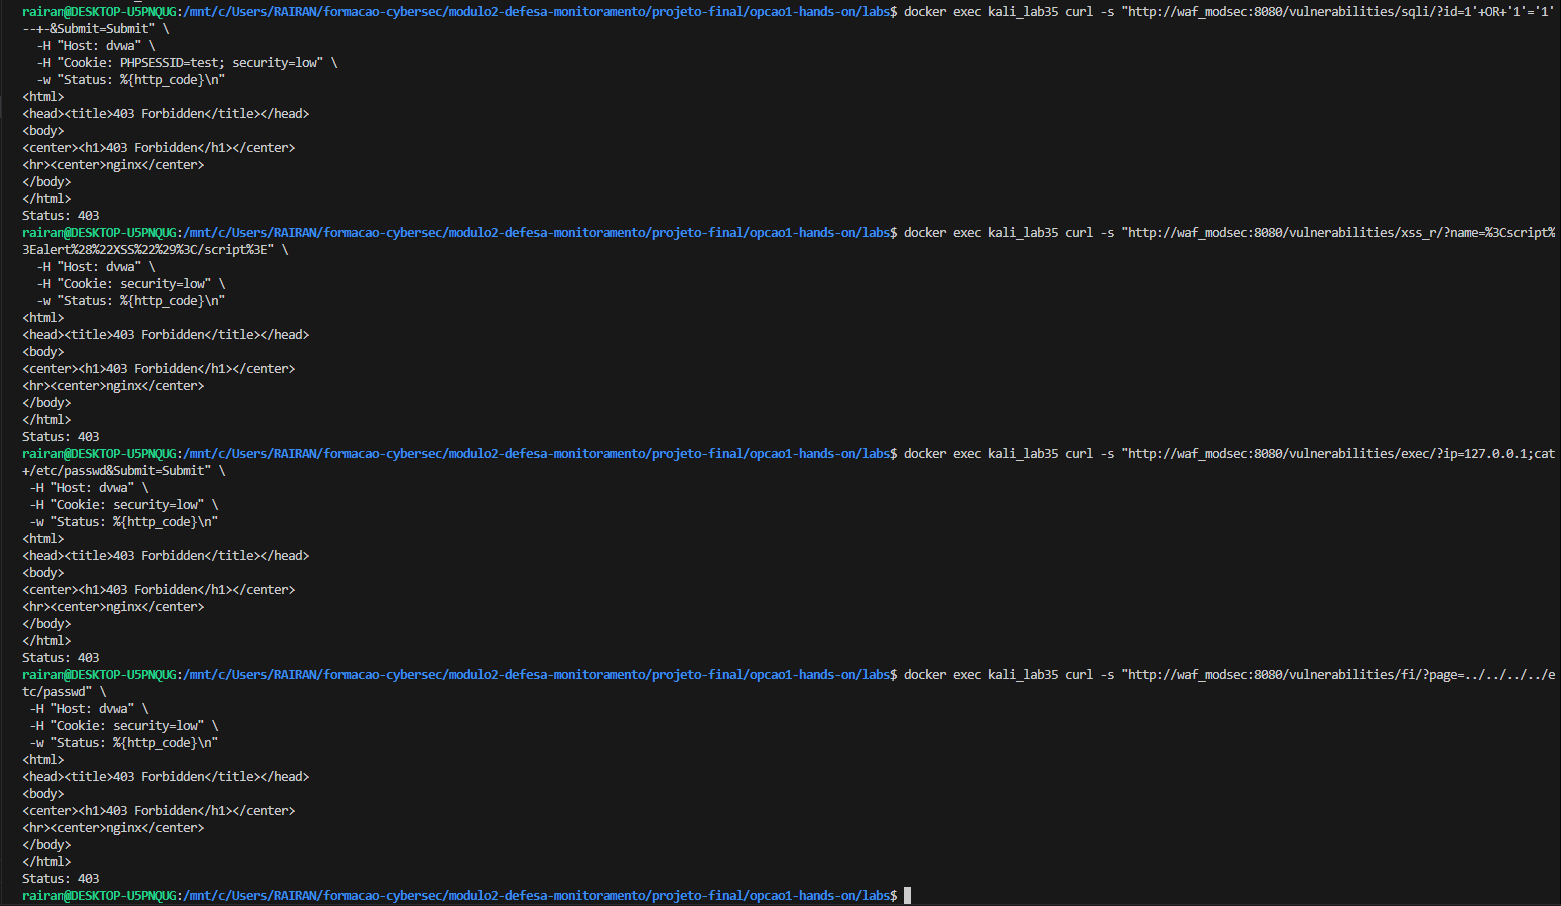 rairan@DESKTOP-U5PNQUG:/mnt/c/Users/RAIRAN/formacao-cybersec/modulo2-defesa-monitoramento/projeto-final/opcao1-hands-on/labs$ docker exec kali_lab35 curl -s "http://waf_modsec:8080/vulnerabilities/sqli/?id=1'+OR+'1'='1'
--+-&Submit=Submit" \
  -H "Host: dvwa" \
  -H "Cookie: PHPSESSID=test; security=low" \
  -w "Status: %{http_code}\n"
<html>
<head><title>403 Forbidden</title></head>
<body>
<center><h1>403 Forbidden</h1></center>
<hr><center>nginx</center>
</body>
</html>
Status: 403
rairan@DESKTOP-U5PNQUG:/mnt/c/Users/RAIRAN/formacao-cybersec/modulo2-defesa-monitoramento/projeto-final/opcao1-hands-on/labs$ docker exec kali_lab35 curl -s "http://waf_modsec:8080/vulnerabilities/xss_r/?name=%3Cscript%
3Ealert%28%22XSS%22%29%3C/script%3E" \
  -H "Host: dvwa" \
  -H "Cookie: security=low" \
  -w "Status: %{http_code}\n"
<html>
<head><title>403 Forbidden</title></head>
<body>
<center><h1>403 Forbidden</h1></center>
<hr><center>nginx</center>
</body>
</html>
Status: 403
rairan@DESKTOP-U5PNQUG:/mnt/c/Users/RAIRAN/formacao-cybersec/modulo2-defesa-monitoramento/projeto-final/opcao1-hands-on/labs$ docker exec kali_lab35 curl -s "http://waf_modsec:8080/vulnerabilities/exec/?ip=127.0.0.1;cat
+/etc/passwd&Submit=Submit" \
 -H "Host: dvwa" \
 -H "Cookie: security=low" \
 -w "Status: %{http_code}\n"
<html>
<head><title>403 Forbidden</title></head>
<body>
<center><h1>403 Forbidden</h1></center>
<hr><center>nginx</center>
</body>
</html>
Status: 403
rairan@DESKTOP-U5PNQUG:/mnt/c/Users/RAIRAN/formacao-cybersec/modulo2-defesa-monitoramento/projeto-final/opcao1-hands-on/labs$ docker exec kali_lab35 curl -s "http://waf_modsec:8080/vulnerabilities/fi/?page=../../../../e
tc/passwd" \
 -H "Host: dvwa" \
 -H "Cookie: security=low" \
 -w "Status: %{http_code}\n"
<html>
<head><title>403 Forbidden</title></head>
<body>
<center><h1>403 Forbidden</h1></center>
<hr><center>nginx</center>
</body>
</html>
Status: 403
rairan@DESKTOP-U5PNQUG:/mnt/c/Users/RAIRAN/formacao-cybersec/modulo2-defesa-monitoramento/projeto-final/opcao1-hands-on/labs$